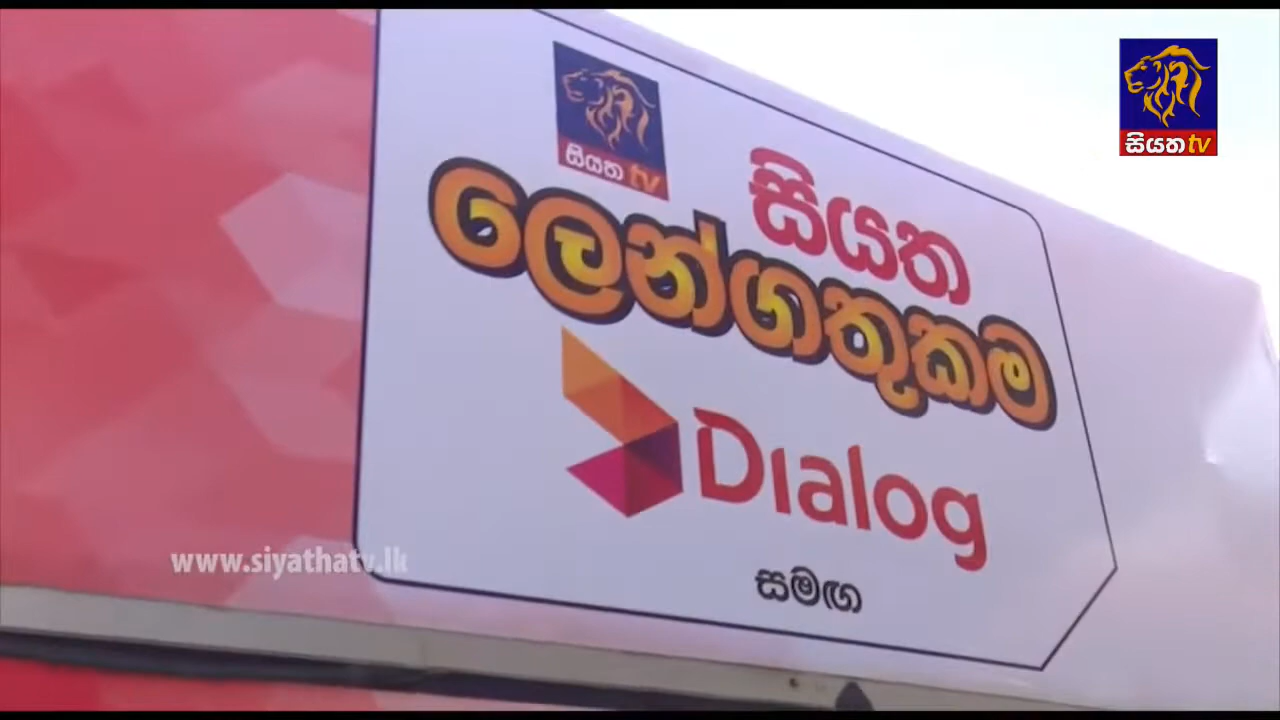 සියත tv
සියත tv
සියත
ලෙන්ගතුකම
Dialog
සමඟ
www.siyathatv.lk